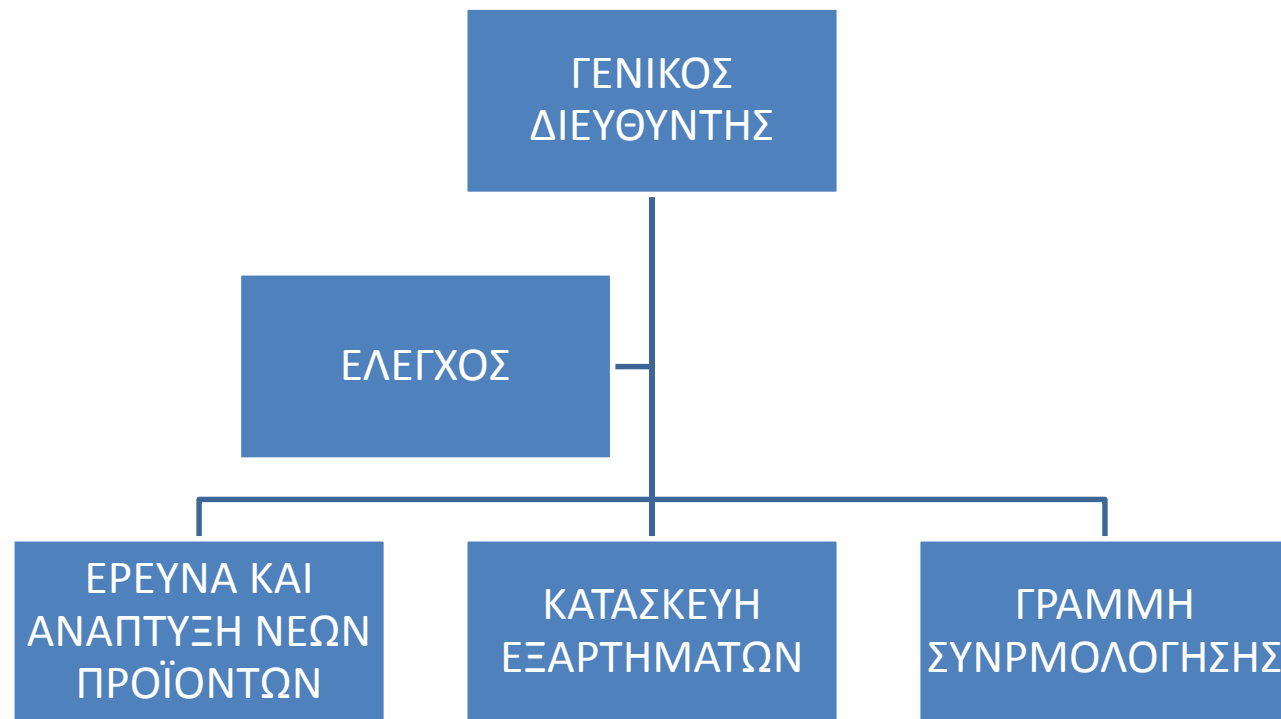 ΓΕΝΙΚΟΣ
ΔΙΕΥΘΥΝΤΗΣ
ΕΛΕΓΧΟΣ
ΕΡΕΥΝΑ ΚΑΙ
ΑΝΑΠΤΥΞΗ ΝΕΩΝ
ΠΡΟΪΟΝΤΩΝ
ΚΑΤΑΣΚΕΥΗ
ΕΞΑΡΤΗΜΑΤΩΝ
ΓΡΑΜΜΗ
ΣΥΝΡΜΟΛΟΓΗΣΗΣ